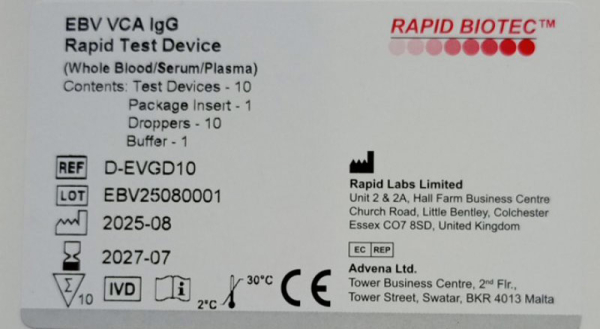 EBV VCA IgG
Rapid Test Device
(Whole Blood/Serum/Plasma)
Contents: Test Devices - 10
Package Insert - 1
Droppers - 10
Buffer - 1
REF D-EVGD10
LOT EBV25080001
2025-08
2027-07
Σ 10 IVD i 2°C 30°C CE
RAPID BIOTEC™
Rapid Labs Limited
Unit 2 & 2A, Hall Farm Business Centre
Church Road, Little Bentley, Colchester
Essex CO7 8SD, United Kingdom
EC REP
Advena Ltd.
Tower Business Centre, 2nd Flr.,
Tower Street, Swatar, BKR 4013 Malta